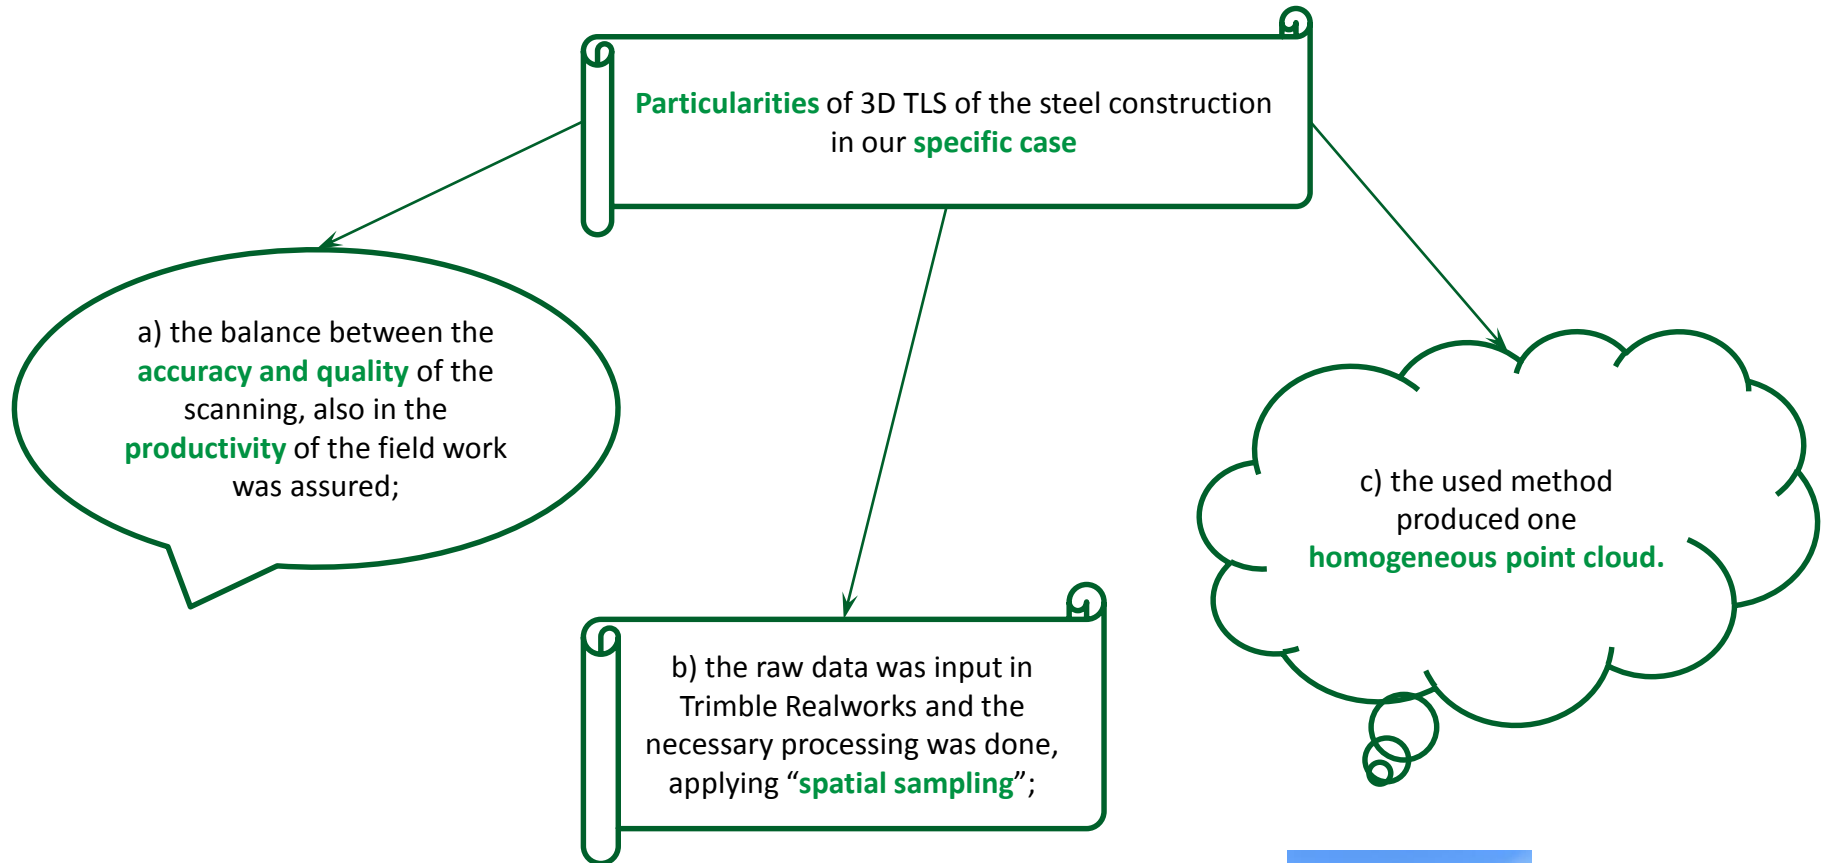 Particularities of 3D TLS of the steel construction
in our specific case
a) the balance between the
accuracy and quality of the
scanning, also in the
productivity of the field work
was assured;
b) the raw data was input in
Trimble Realworks and the
necessary processing was done,
applying “spatial sampling”;
c) the used method
produced one
homogeneous point cloud.